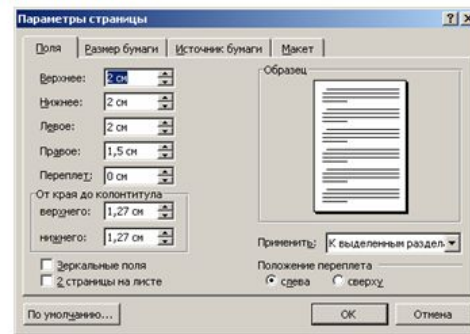 Параметры страницы
Поля Размер бумаги Источник бумаги Макет
Верхнее: 2 см
Нижнее: 2 см
Левое: 2 см
Правое: 1,5 см
Переплет: 0 см
От края до колонтитула
верхнего: 1,27 см
нижнего: 1,27 см
Зеркальные поля
2 страницы на листе
Образец
Применить: К выделенным раздел
Положение переплета
слева сверху
По умолчанию... ОК Отмена